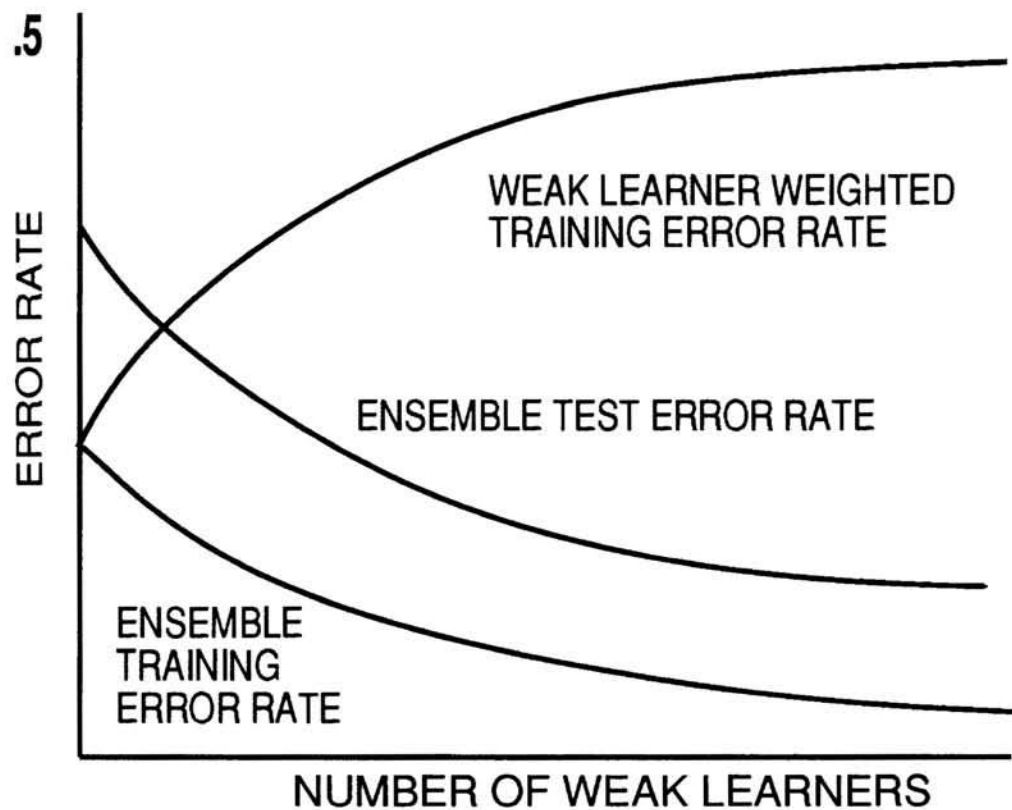 .5
ERROR RATE
WEAK LEARNER WEIGHTED
TRAINING ERROR RATE
ENSEMBLE TEST ERROR RATE
ENSEMBLE
TRAINING
ERROR RATE
NUMBER OF WEAK LEARNERS